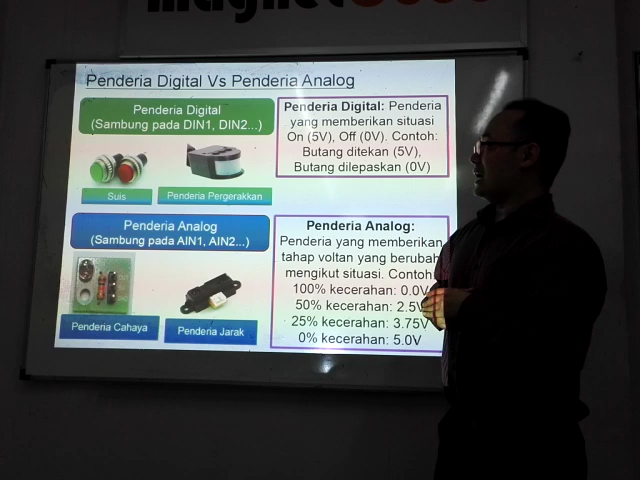 Penderia Digital Vs Penderia Analog
Penderia Digital
(Sambung pada DIN1, DIN2...)
Suis
Penderia Pergerakkan
Penderia Digital: Penderia
yang memberikan situasi
On (5V), Off (0V). Contoh:
Butang ditekan (5V),
Butang dilepaskan (0V)
Penderia Analog
(Sambung pada AIN1, AIN2...)
Penderia Cahaya
Penderia Jarak
Penderia Analog:
Penderia yang memberikan
tahap voltan yang berubah
mengikut situasi. Contoh:
100% kecerahan: 0.0V
50% kecerahan: 2.5V
25% kecerahan: 3.75V
0% kecerahan: 5.0V